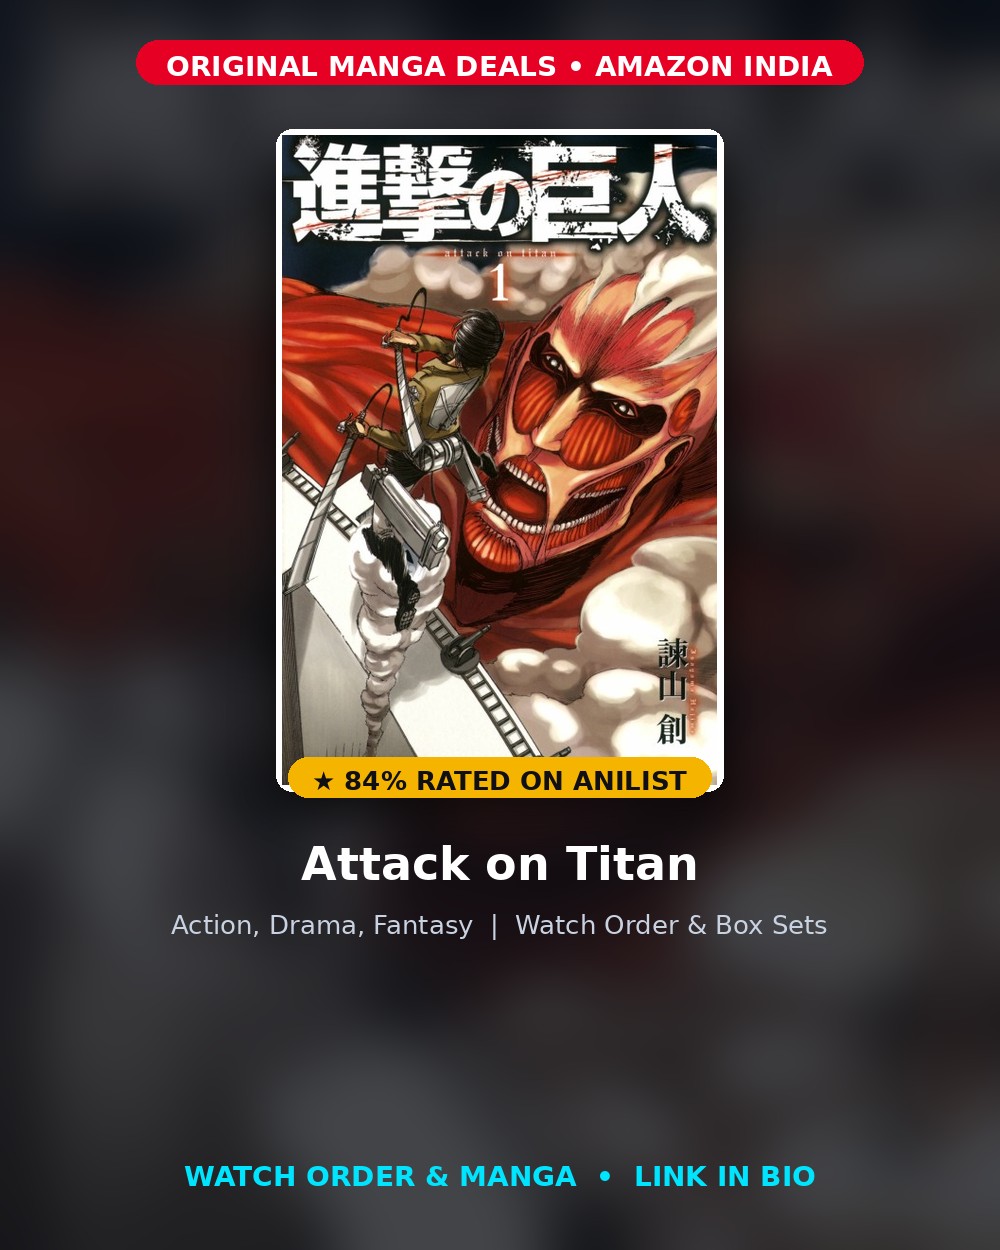 ORIGINAL MANGA DEALS • AMAZON INDIA
進撃の巨人
attack on titan
1
諫山 創
★ 84% RATED ON ANILIST
Attack on Titan
Action, Drama, Fantasy | Watch Order & Box Sets
WATCH ORDER & MANGA • LINK IN BIO